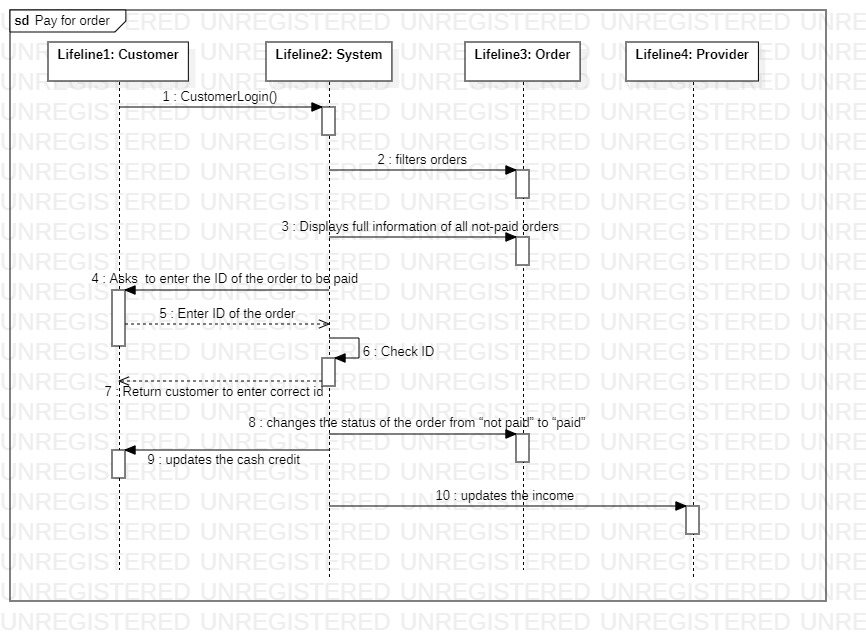 sd Pay for order
Lifeline1: Customer
Lifeline2: System
Lifeline3: Order
Lifeline4: Provider
1 : CustomerLogin()
2 : filters orders
3 : Displays full information of all not-paid orders
4 : Asks  to enter the ID of the order to be paid
5 : Enter ID of the order
6 : Check ID
7 : Return customer to enter correct id
8 : changes the status of the order from “not paid” to “paid”
9 : updates the cash credit
10 : updates the income
UNREGISTERED UNREGISTERED UNREGISTERED UNREGISTERED